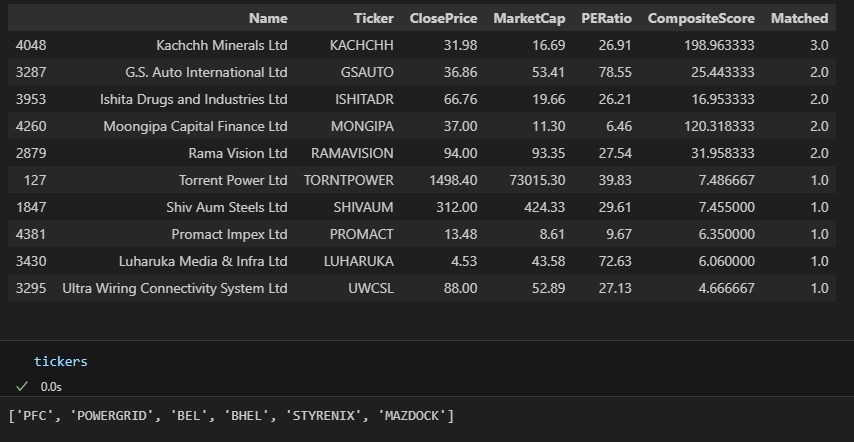 Name Ticker ClosePrice MarketCap PERatio CompositeScore Matched
4048 Kachchh Minerals Ltd KACHCHH 31.98 16.69 26.91 198.963333 3.0
3287 G.S. Auto International Ltd GSAUTO 36.86 53.41 78.55 25.443333 2.0
3953 Ishita Drugs and Industries Ltd ISHITADR 66.76 19.66 26.21 16.953333 2.0
4260 Moongipa Capital Finance Ltd MONGIPA 37.00 11.30 6.46 120.318333 2.0
2879 Rama Vision Ltd RAMAVISION 94.00 93.35 27.54 31.958333 2.0
127 Torrent Power Ltd TORNTPOWER 1498.40 73015.30 39.83 7.486667 1.0
1847 Shiv Aum Steels Ltd SHIVAUM 312.00 424.33 29.61 7.455000 1.0
4381 Promact Impex Ltd PROMACT 13.48 8.61 9.67 6.350000 1.0
3430 Luharuka Media & Infra Ltd LUHARUKA 4.53 43.58 72.63 6.060000 1.0
3295 Ultra Wiring Connectivity System Ltd UWCSL 88.00 52.89 27.13 4.666667 1.0
tickers
0.0s
['PFC', 'POWERGRID', 'BEL', 'BHEL', 'STYRENIX', 'MAZDOCK']